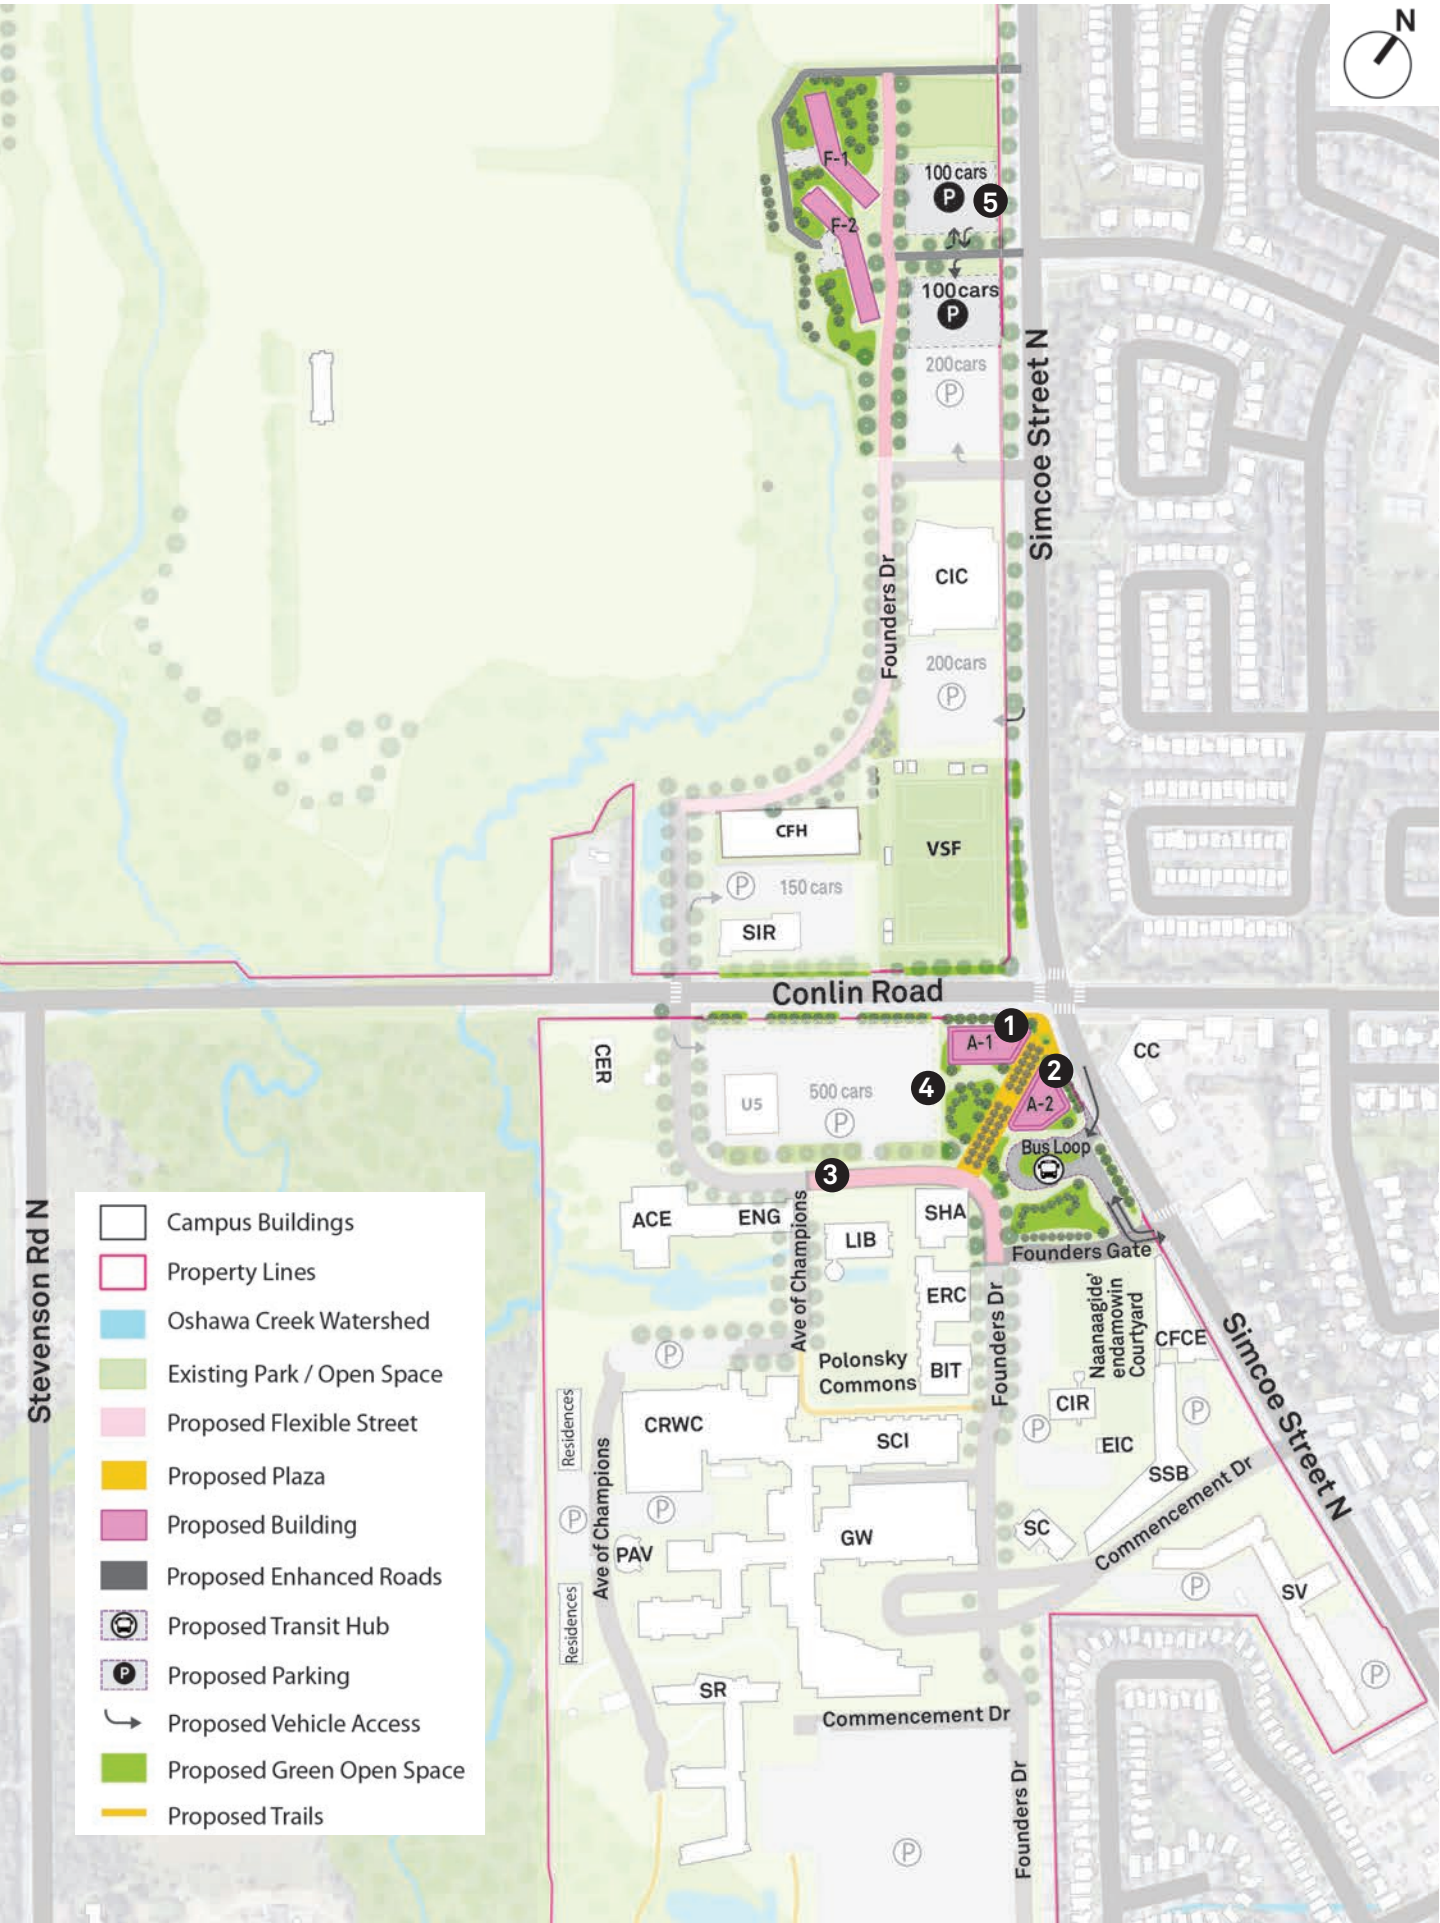 N
F-1
100 cars
P
5
F-2
100 cars
P
200cars
P
Simcoe Street N
CIC
Founders Dr
200cars
P
CFH
VSF
P
150 cars
SIR
Conlin Road
1
A-1
CER
CC
2
4
500 cars
U5
P
A-2
Bus Loop
3
Stevenson Rd N
ACE
ENG
Ave of Champions
SHA
LIB
Founders Gate
ERC
Founders Dr
Naanaagide'
endamowin
Courtyard
CFCE
Simcoe Street N
P
Polonsky
Commons
BIT
Residences
CRWC
CIR
P
P
SCI
EIC
SSB
Ave of Champions
P
P
GW
SC
Commencement Dr
PAV
P
SV
Residences
P
SR
Commencement Dr
Founders Dr
P
Campus Buildings
Property Lines
Oshawa Creek Watershed
Existing Park / Open Space
Proposed Flexible Street
Proposed Plaza
Proposed Building
Proposed Enhanced Roads
Proposed Transit Hub
P
Proposed Parking
Proposed Vehicle Access
Proposed Green Open Space
Proposed Trails